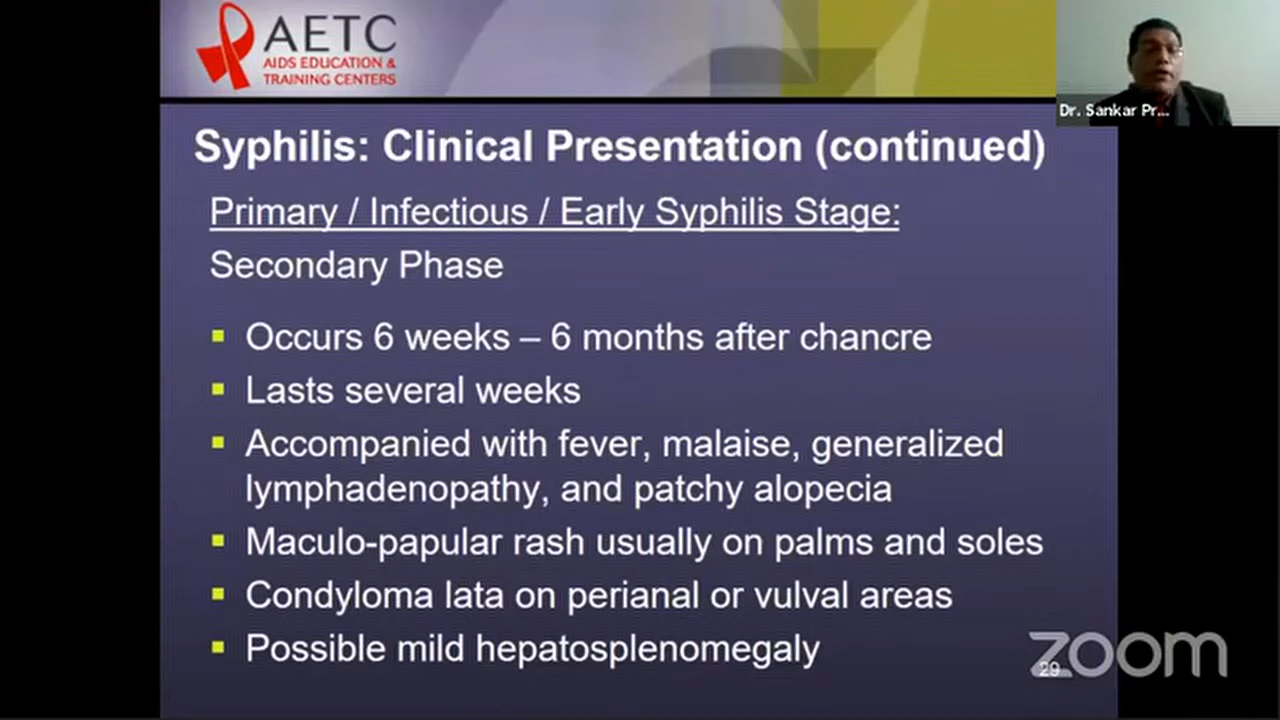 AETC
AIDS EDUCATION &
TRAINING CENTERS
Dr. Sankar Pr...
Syphilis: Clinical Presentation (continued)
Primary / Infectious / Early Syphilis Stage:
Secondary Phase
Occurs 6 weeks – 6 months after chancre
Lasts several weeks
Accompanied with fever, malaise, generalized
lymphadenopathy, and patchy alopecia
Maculo-papular rash usually on palms and soles
Condyloma lata on perianal or vulval areas
Possible mild hepatosplenomegaly
29
zoom